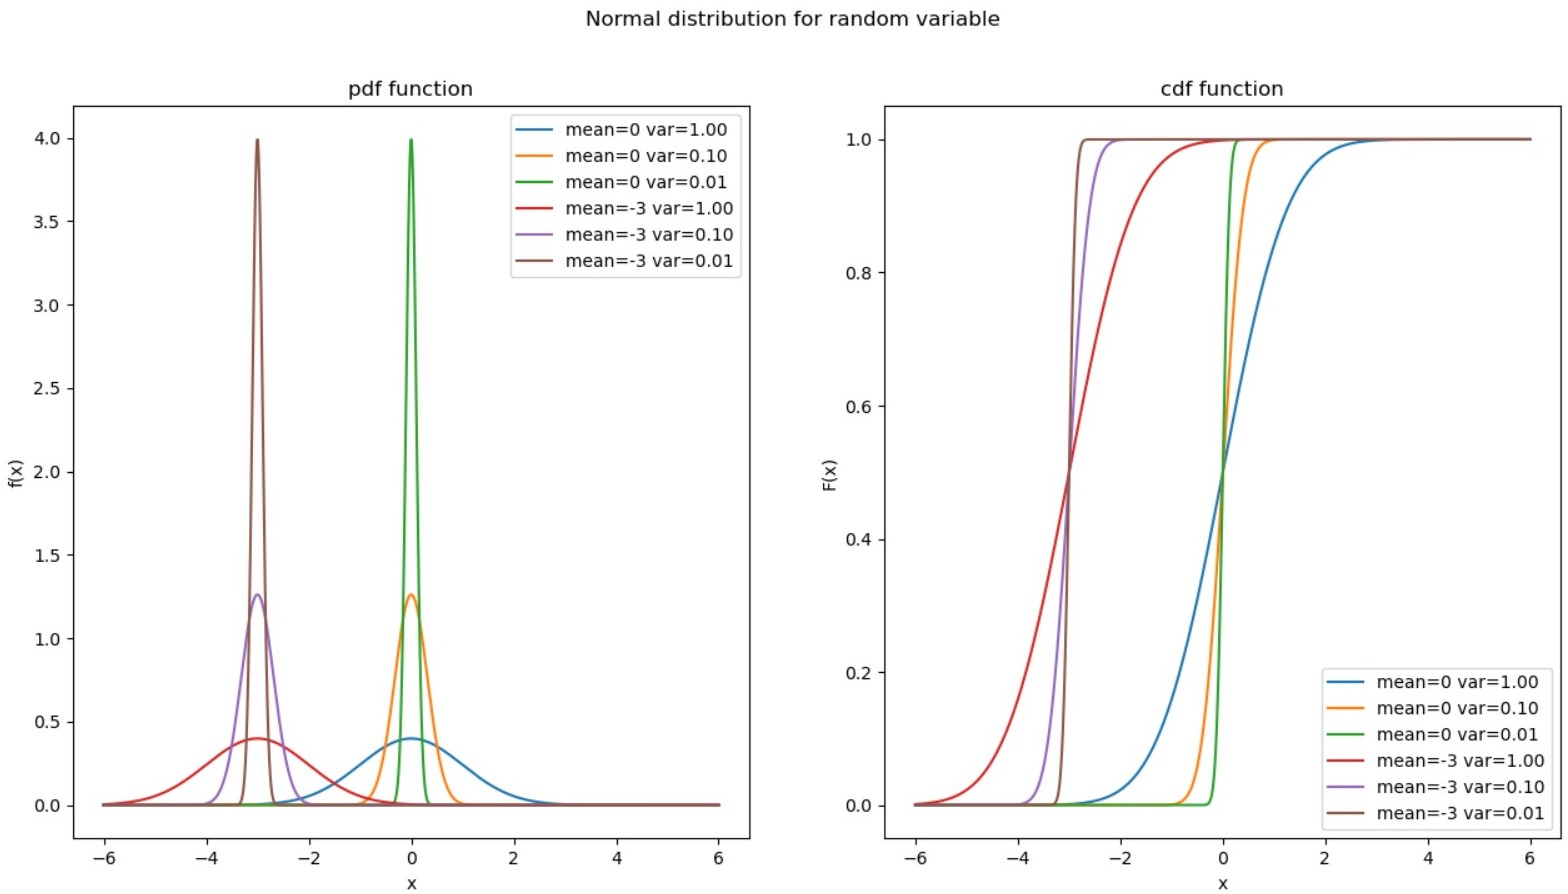 Normal distribution for random variable
pdf function
4.0
3.5
3.0
2.5
2.0
1.5
1.0
0.5
0.0
f(x)
mean=0 var=1.00
mean=0 var=0.10
mean=0 var=0.01
mean=-3 var=1.00
mean=-3 var=0.10
mean=-3 var=0.01
−6 −4 −2 0 2 4 6
x
cdf function
1.0
0.8
0.6
0.4
0.2
0.0
F(x)
mean=0 var=1.00
mean=0 var=0.10
mean=0 var=0.01
mean=-3 var=1.00
mean=-3 var=0.10
mean=-3 var=0.01
−6 −4 −2 0 2 4 6
x